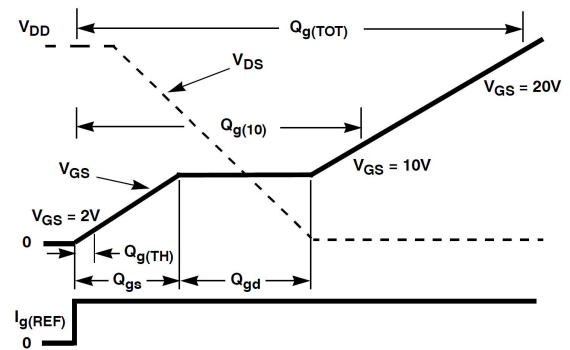 V_DD
Q_g(TOT)
V_DS
V_GS = 20V
Q_g(10)
V_GS
V_GS = 10V
V_GS = 2V
0
Q_g(TH)
Q_gs
Q_gd
I_g(REF)
0